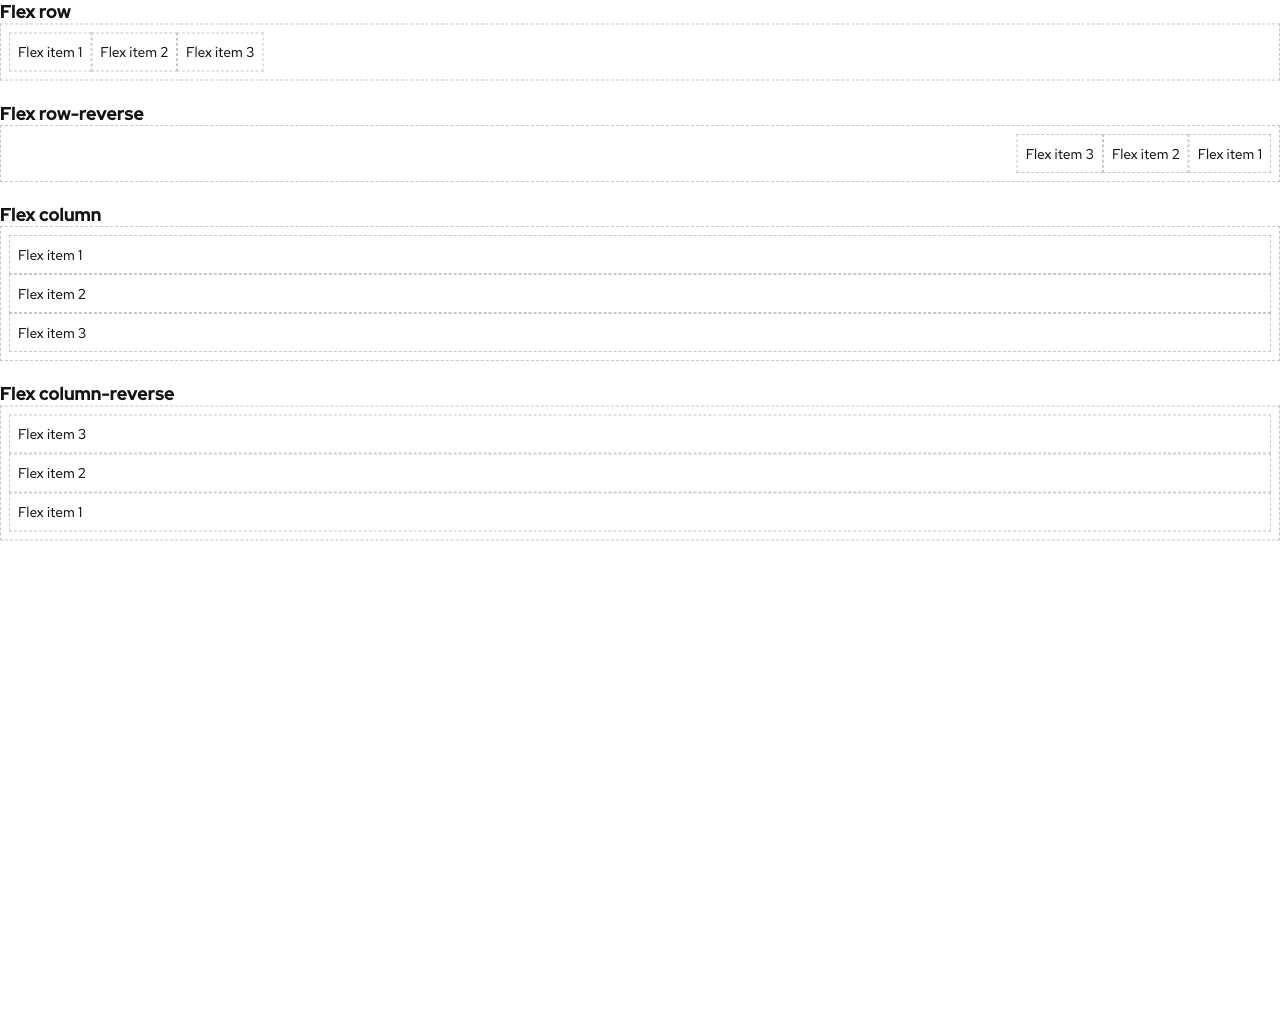 Flex row
Flex item 1 Flex item 2 Flex item 3
Flex row-reverse
Flex item 3 Flex item 2 Flex item 1
Flex column
Flex item 1
Flex item 2
Flex item 3
Flex column-reverse
Flex item 3
Flex item 2
Flex item 1